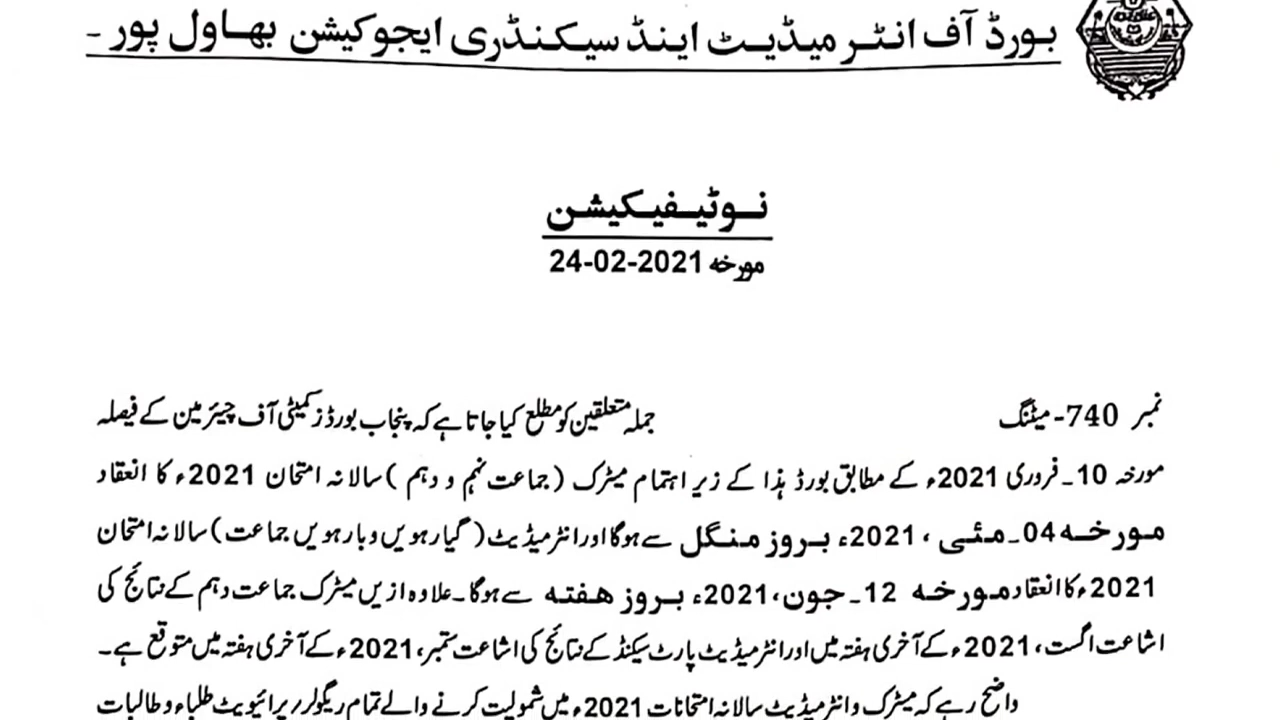 بورڈ آف انٹرمیڈیٹ اینڈ سیکنڈری ایجوکیشن بھاول پور -
نوٹیفیکیشن
مورخہ 24-02-2021
نمبر 740-میٹنگ جملہ متعلقین کو مطلع کیا جاتا ہے کہ پنجاب بورڈز کمیٹی آف چیئرمین کے فیصلہ
مورخہ 10۔فروری 2021ء کے مطابق بورڈ ہذا کے زیر اہتمام میٹرک (جماعت نہم و دہم) سالانہ امتحان 2021ء کا انعقاد
مورخہ 04۔مئی، 2021ء بروز منگل سے ہوگا اور انٹرمیڈیٹ (گیارہویں و بارہویں جماعت) سالانہ امتحان
2021ء کا انعقاد مورخہ 12۔جون، 2021ء بروز ہفتہ سے ہوگا۔ علاوہ ازیں میٹرک جماعت دہم کے نتائج کی
اشاعت اگست، 2021ء کے آخری ہفتہ میں اور انٹرمیڈیٹ پارٹ سیکنڈ کے نتائج کی اشاعت ستمبر، 2021ء کے آخری ہفتہ میں متوقع ہے۔
واضح رہے کہ میٹرک و انٹرمیڈیٹ سالانہ امتحانات 2021ء میں شمولیت کرنے والے تمام ریگولر ر پرائیویٹ طلباء و طالبات